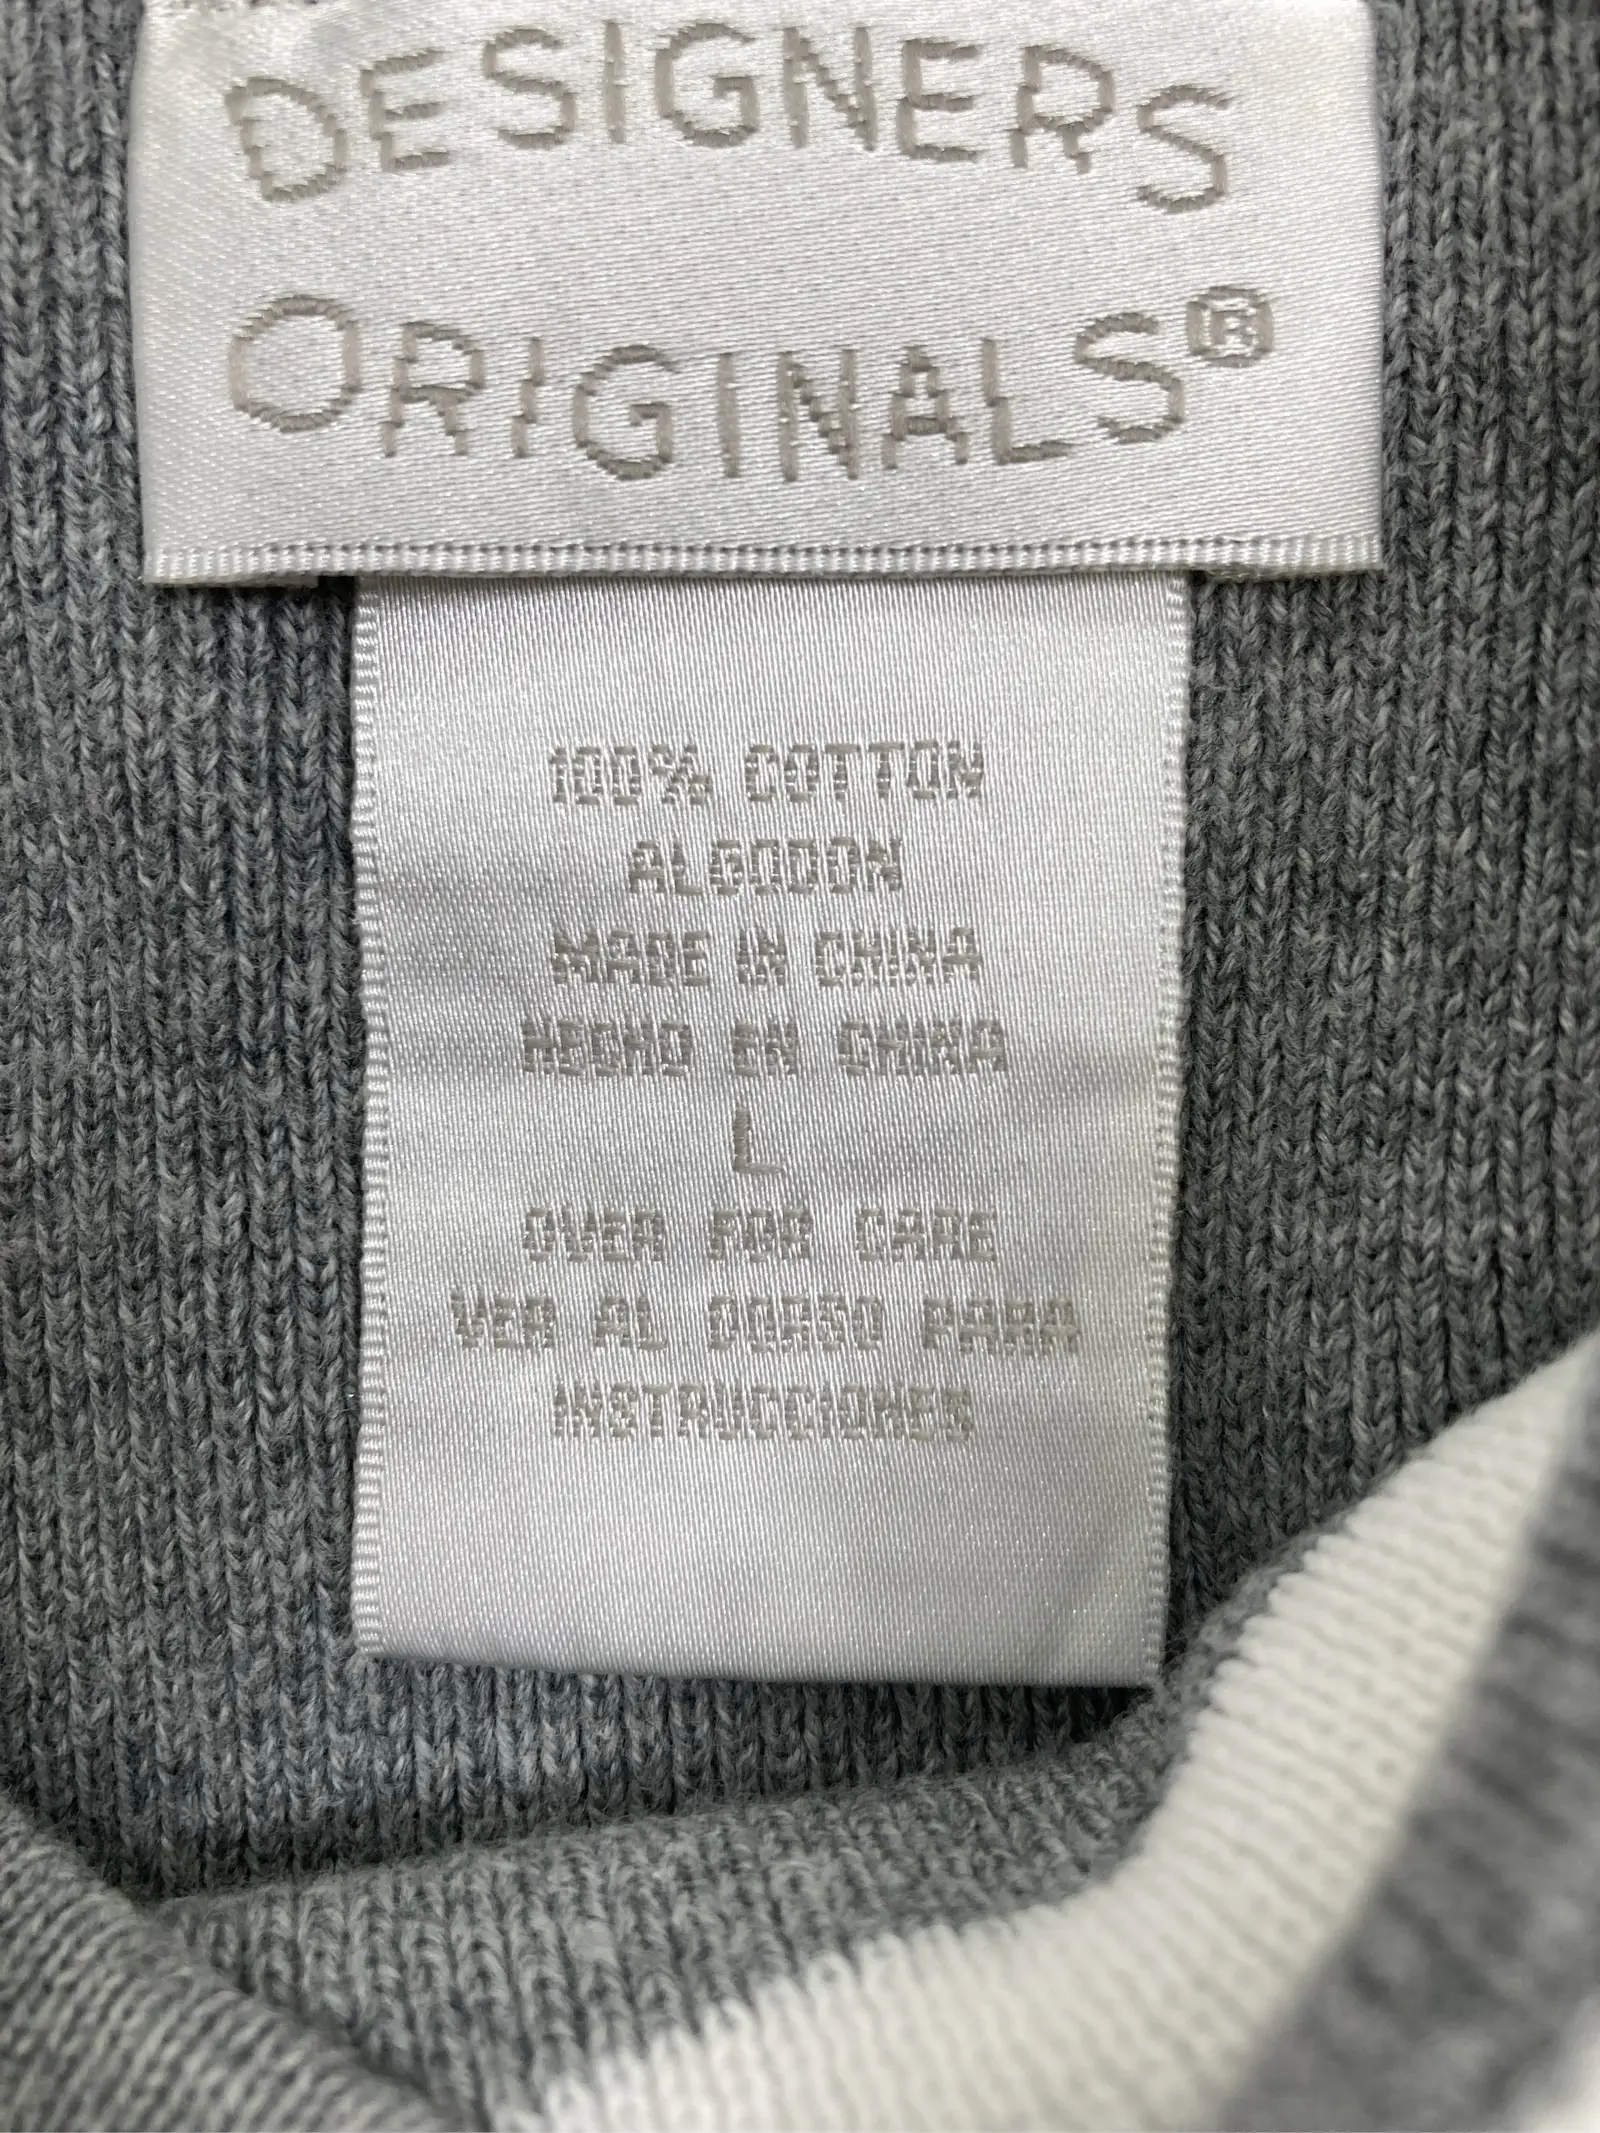 DESIGNERS
ORIGINALS®
100% COTTON
ALGODON
MADE IN CHINA
HECHO EN CHINA
L
OVER FOR CARE
VER AL DORSO PARA
INSTRUCCIONES